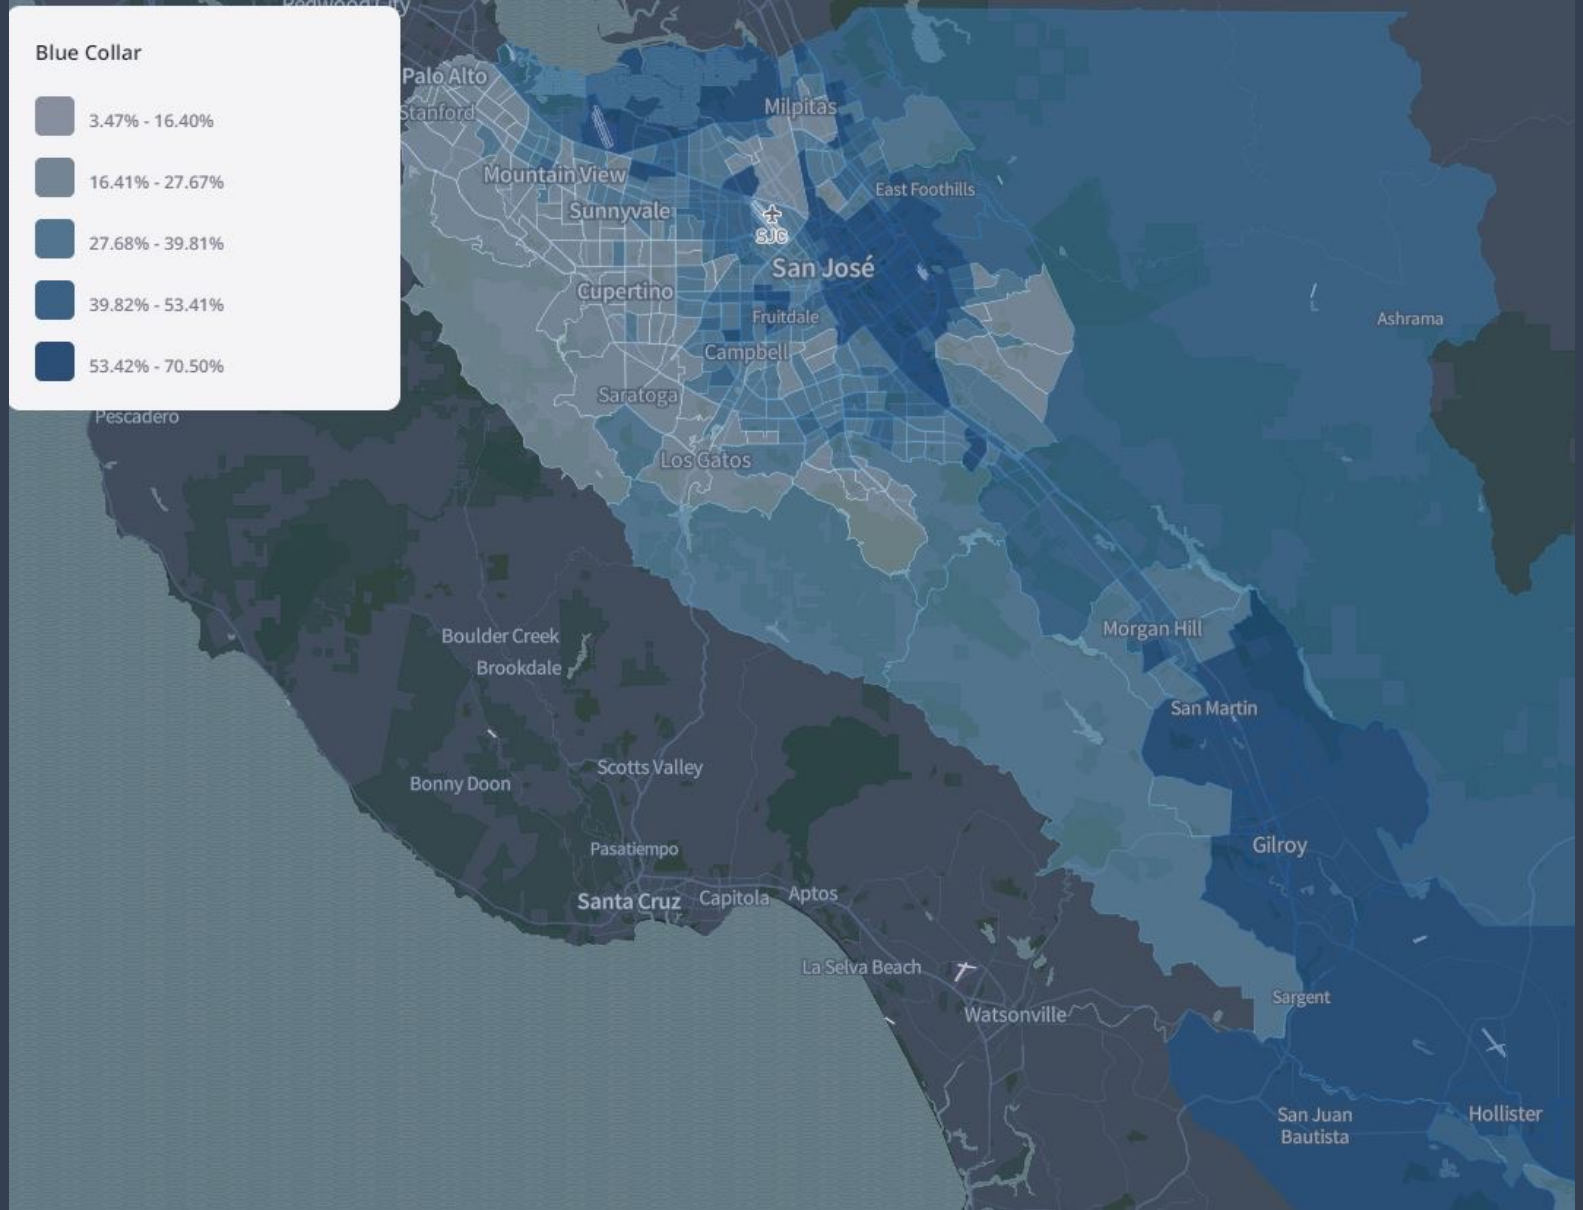 Redwood City
Blue Collar
3.47% - 16.40%
16.41% - 27.67%
27.68% - 39.81%
39.82% - 53.41%
53.42% - 70.50%
Palo Alto
Stanford
Milpitas
Mountain View
East Foothills
Sunnyvale
SJC
San José
Cupertino
Fruitdale
Ashrama
Campbell
Saratoga
Pescadero
Los Gatos
Boulder Creek
Morgan Hill
Brookdale
San Martin
Scotts Valley
Bonny Doon
Pasatiempo
Gilroy
Santa Cruz
Capitola
Aptos
La Selva Beach
Sargent
Watsonville
San Juan
Bautista
Hollister